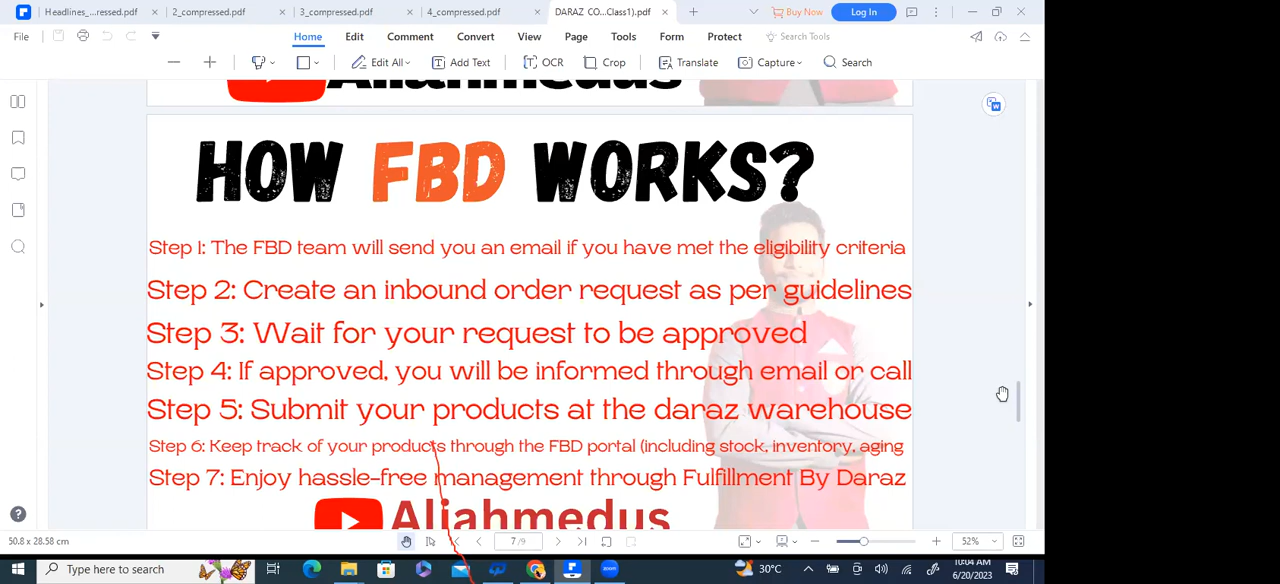 Headlines_...ressed.pdf
2_compressed.pdf
3_compressed.pdf
4_compressed.pdf
DARAZ CO...Class1).pdf
Buy Now
Log In
File
Home
Edit
Comment
Convert
View
Page
Tools
Form
Protect
Search Tools
Edit All
Add Text
OCR
Crop
Translate
Capture
Search
Aliahmedus
HOW FBD WORKS?
Step 1: The FBD team will send you an email if you have met the eligibility criteria
Step 2: Create an inbound order request as per guidelines
Step 3: Wait for your request to be approved
Step 4: If approved, you will be informed through email or call
Step 5: Submit your products at the daraz warehouse
Step 6: Keep track of your products through the FBD portal (including stock, inventory, aging
Step 7: Enjoy hassle-free management through Fulfillment By Daraz
Aliahmedus
50.8 x 28.58 cm
7/9
52%
Type here to search
zoom
30°C
10:04 AM
6/20/2023